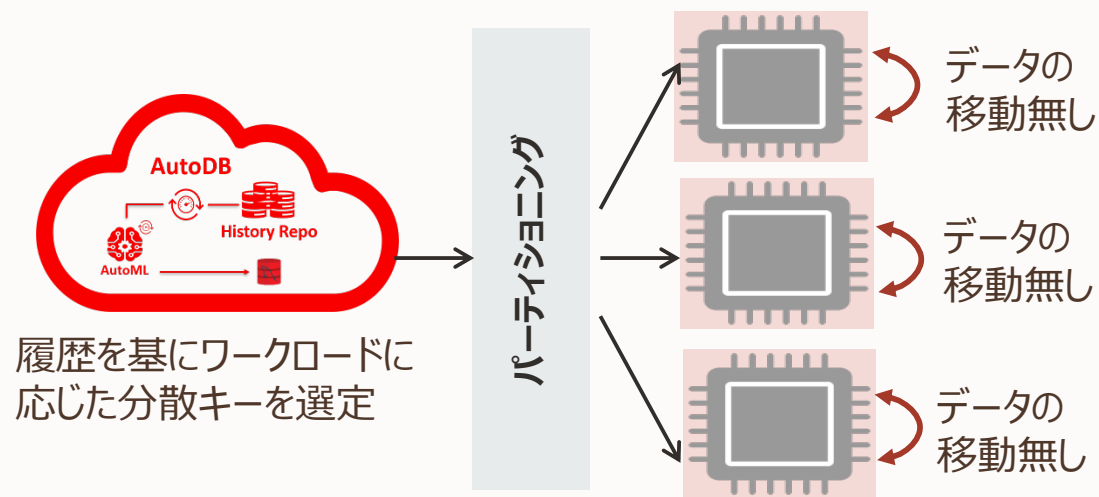 AutoDB
History Repo
AutoML
履歴を基にワークロードに
応じた分散キーを選定
パーティショニング
データの
移動無し
データの
移動無し
データの
移動無し